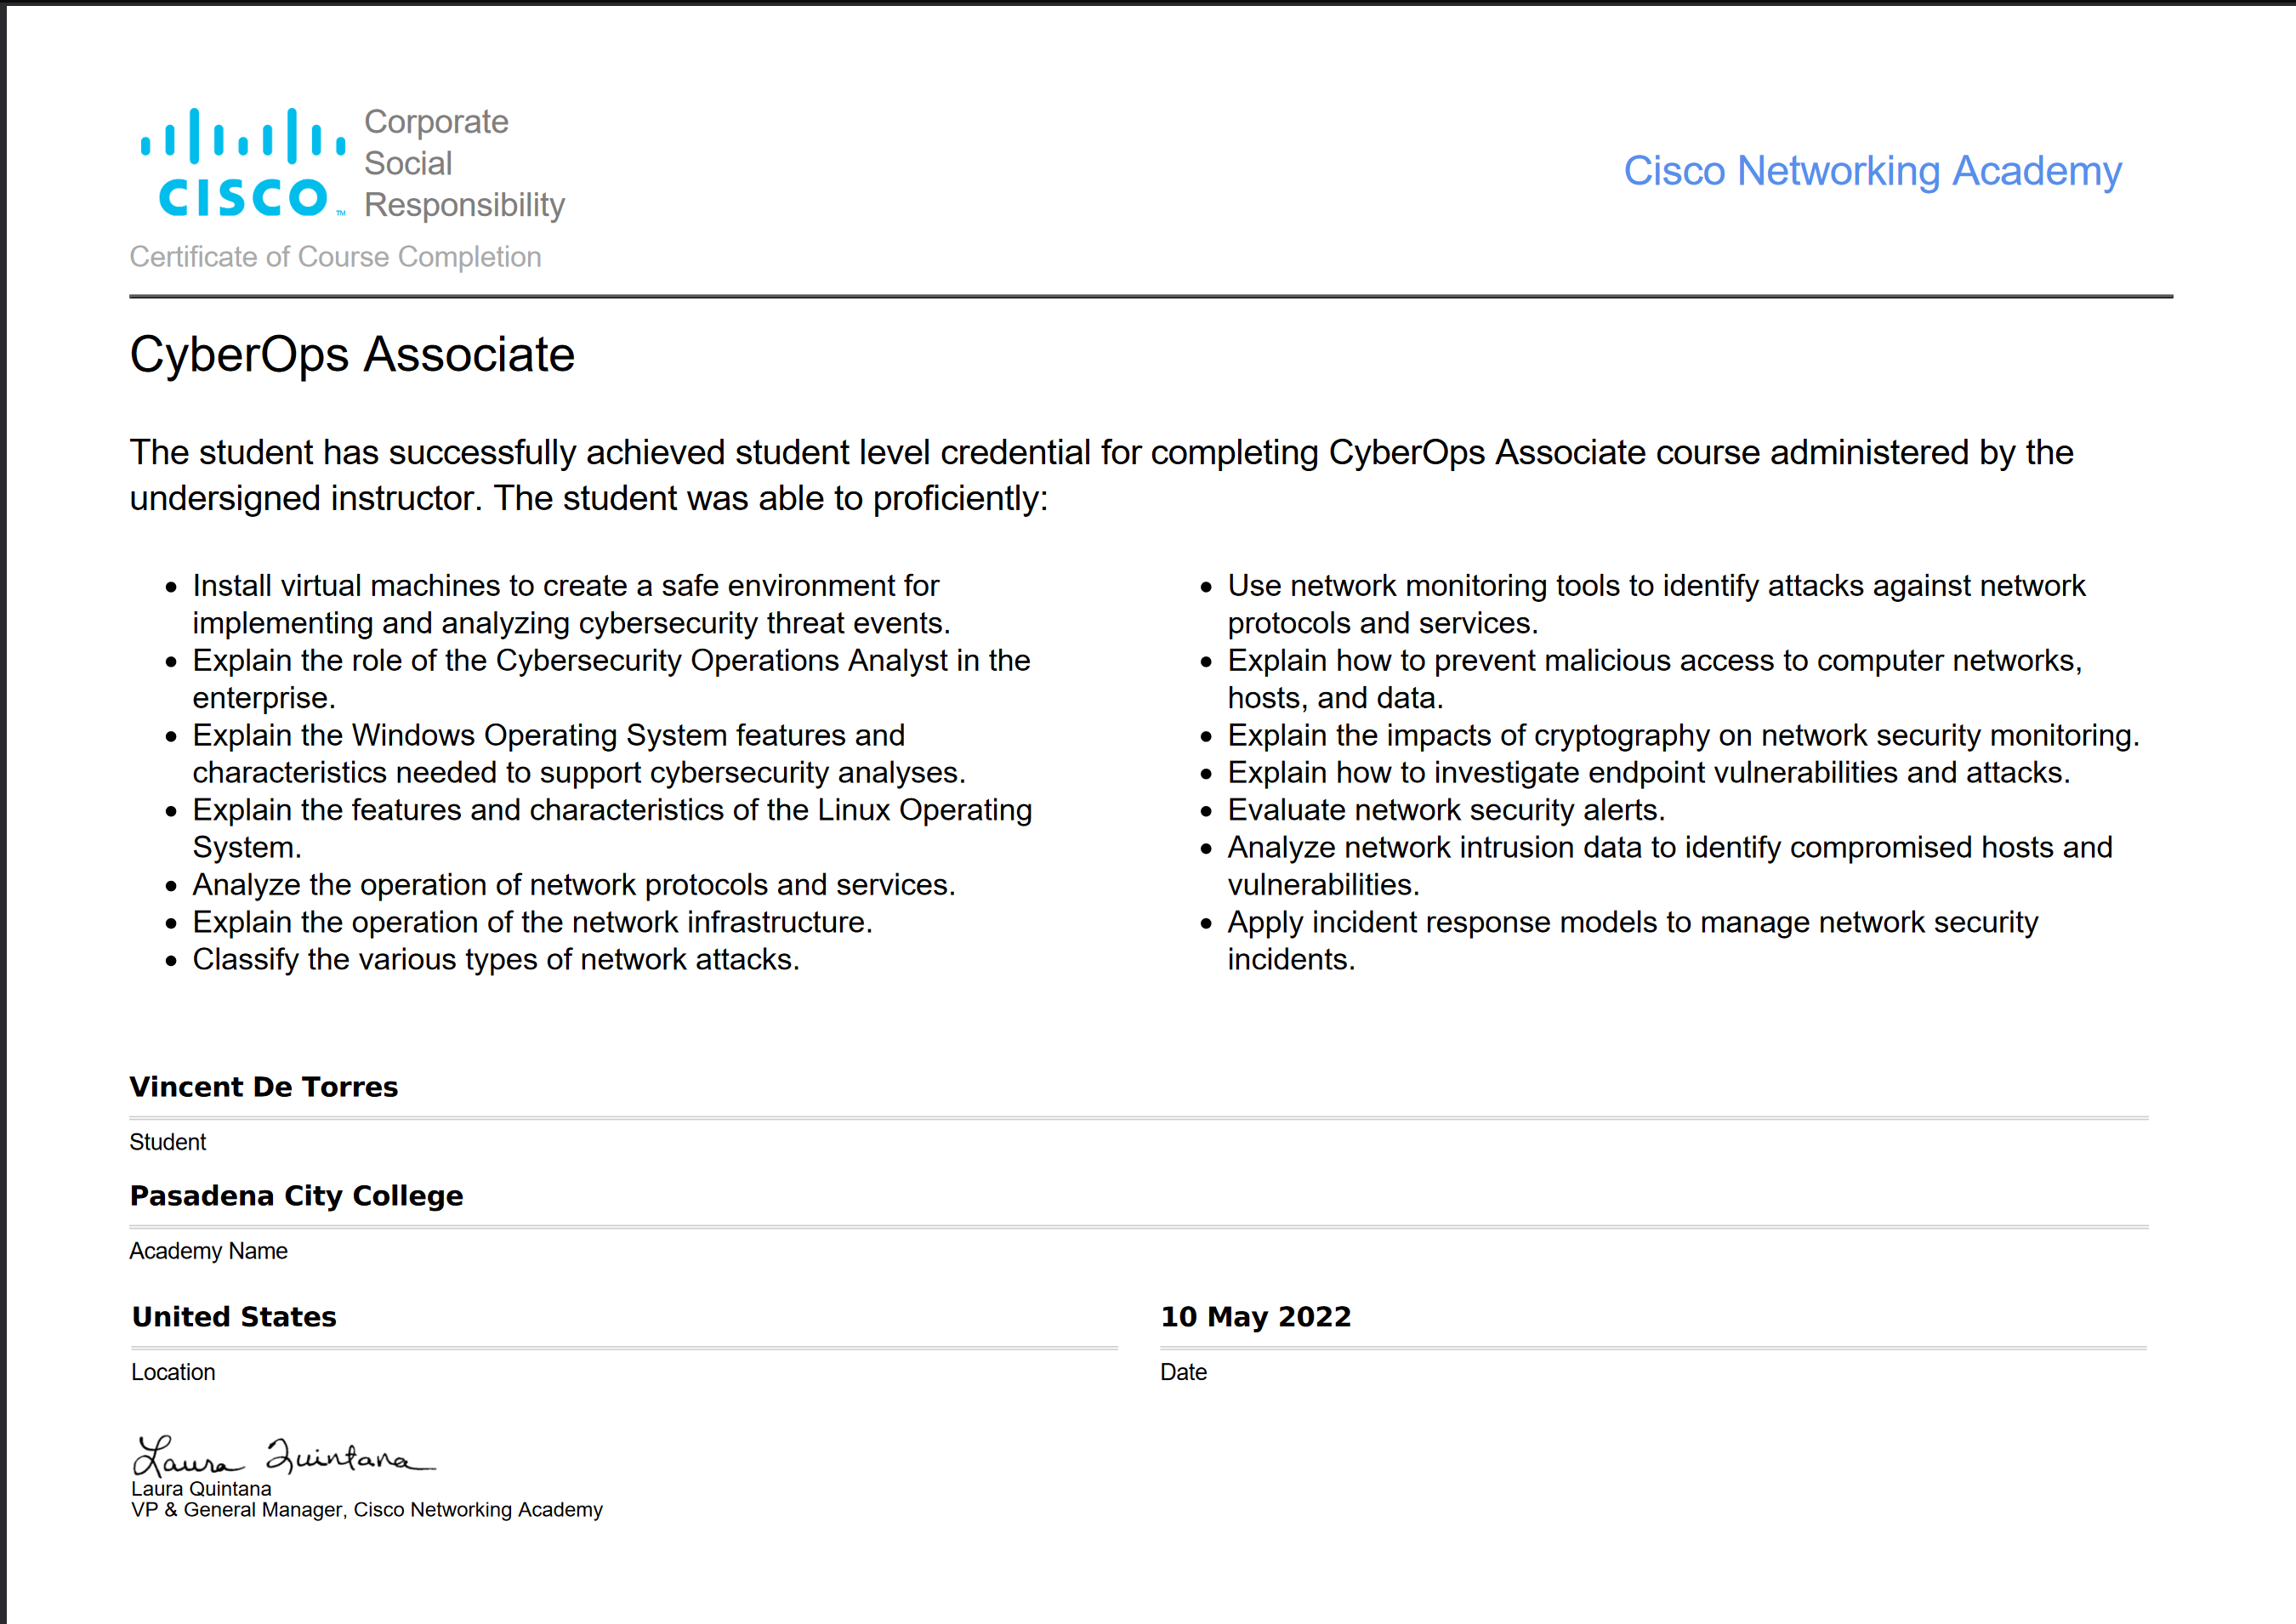 Corporate
Social
Responsibility
CISCO™
Cisco Networking Academy
Certificate of Course Completion
CyberOps Associate
The student has successfully achieved student level credential for completing CyberOps Associate course administered by the
undersigned instructor. The student was able to proficiently:
• Install virtual machines to create a safe environment for
implementing and analyzing cybersecurity threat events.
• Explain the role of the Cybersecurity Operations Analyst in the
enterprise.
• Explain the Windows Operating System features and
characteristics needed to support cybersecurity analyses.
• Explain the features and characteristics of the Linux Operating
System.
• Analyze the operation of network protocols and services.
• Explain the operation of the network infrastructure.
• Classify the various types of network attacks.
• Use network monitoring tools to identify attacks against network
protocols and services.
• Explain how to prevent malicious access to computer networks,
hosts, and data.
• Explain the impacts of cryptography on network security monitoring.
• Explain how to investigate endpoint vulnerabilities and attacks.
• Evaluate network security alerts.
• Analyze network intrusion data to identify compromised hosts and
vulnerabilities.
• Apply incident response models to manage network security
incidents.
Vincent De Torres
Student
Pasadena City College
Academy Name
United States
Location
10 May 2022
Date
Laura Quintana
Laura Quintana
VP & General Manager, Cisco Networking Academy